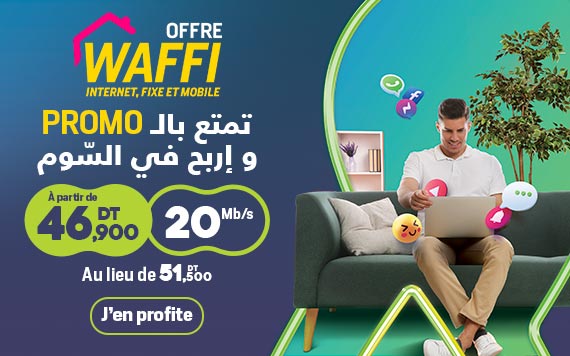 OFFRE
WAFFI
INTERNET, FIXE ET MOBILE
تمتع بالـ PROMO
و إربح في السّوم
À partir de
46,900 DT
20 Mb/s
Au lieu de 51,500 DT
J'en profite